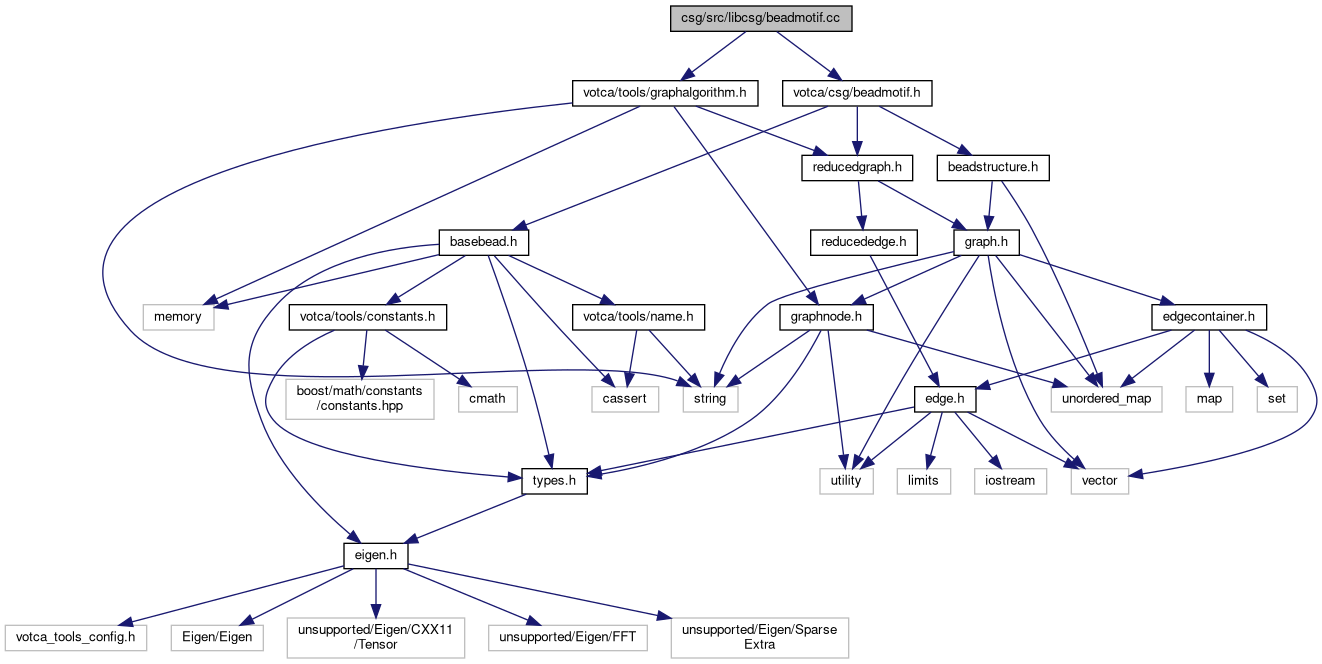 csg/src/libcsg/beadmotif.cc
votca/tools/graphalgorithm.h
votca/csg/beadmotif.h
reducedgraph.h
beadstructure.h
basebead.h
reducededge.h
graph.h
memory
votca/tools/constants.h
votca/tools/name.h
graphnode.h
edgecontainer.h
boost/math/constants
/constants.hpp
cmath
cassert
string
edge.h
unordered_map
map
set
types.h
utility
limits
iostream
vector
eigen.h
votca_tools_config.h
Eigen/Eigen
unsupported/Eigen/CXX11
/Tensor
unsupported/Eigen/FFT
unsupported/Eigen/Sparse
Extra